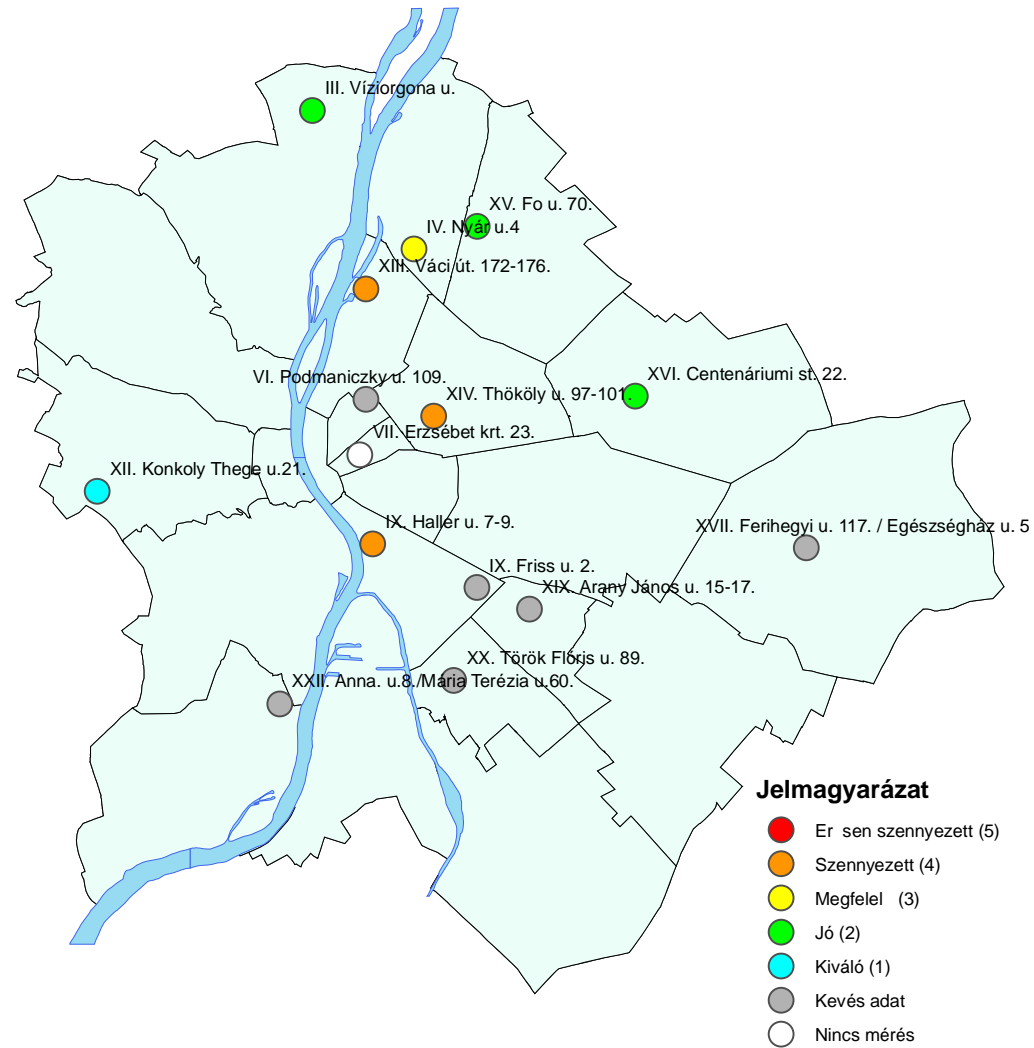 III. Víziorgona u.
XV. Fo u. 70.
IV. Nyár u.4
XIII. Váci út. 172-176.
VI. Podmaniczky u. 109.
XVI. Centenáriumi st. 22.
XIV. Thököly u. 97-101.
VII. Erzsébet krt. 23.
XII. Konkoly Thege u.21.
IX. Haller u. 7-9.
XVII. Ferihegyi u. 117. / Egészségház u. 5
IX. Friss u. 2.
XIX. Arany János u. 15-17.
XX. Török Flóris u. 89.
XXII. Anna. u.8./Mária Terézia u.60.
Jelmagyarázat
Er sen szennyezett (5)
Szennyezett (4)
Megfelel (3)
Jó (2)
Kiváló (1)
Kevés adat
Nincs mérés